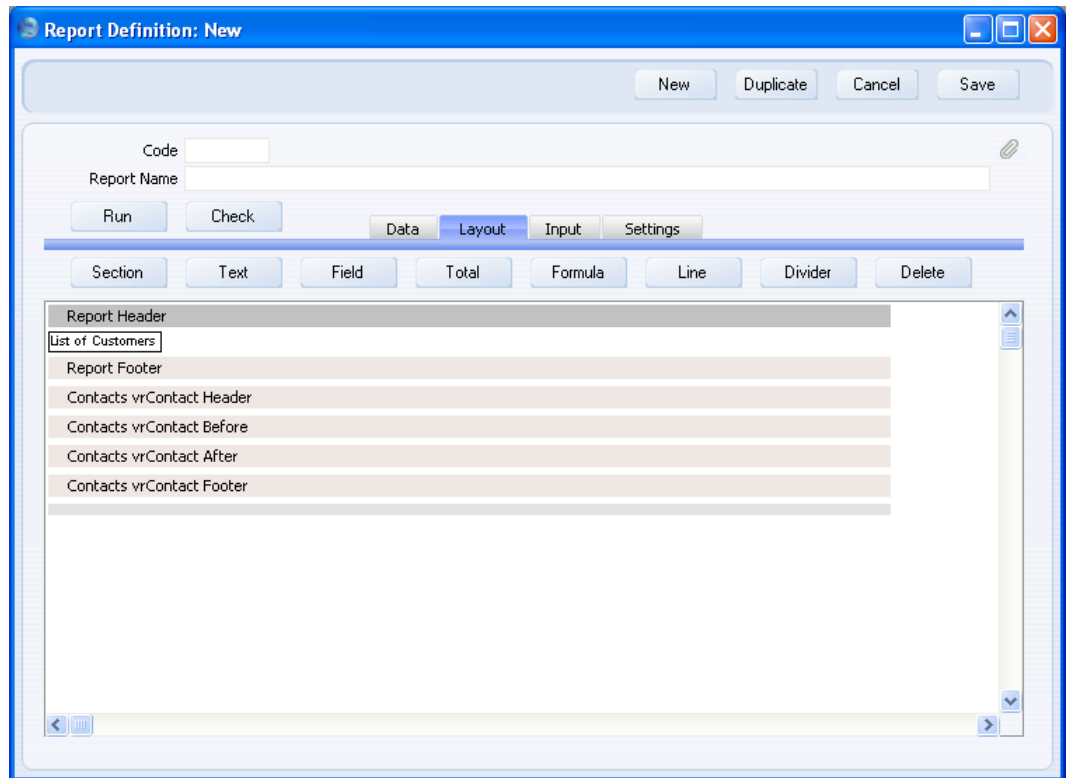 Report Definition: New
New Duplicate Cancel Save
Code
Report Name
Run Check Data Layout Input Settings
Section Text Field Total Formula Line Divider Delete
Report Header
List of Customers
Report Footer
Contacts vrContact Header
Contacts vrContact Before
Contacts vrContact After
Contacts vrContact Footer